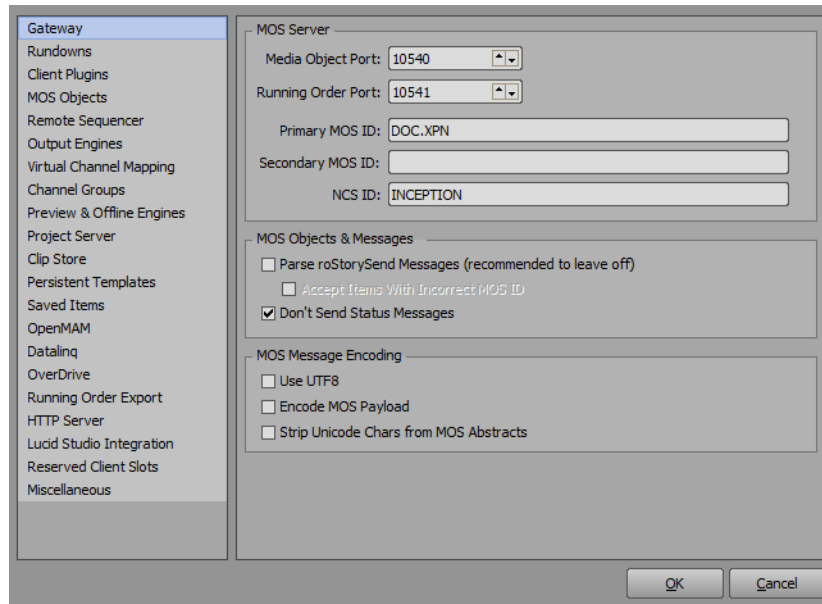 Gateway
Rundowns
Client Plugins
MOS Objects
Remote Sequencer
Output Engines
Virtual Channel Mapping
Channel Groups
Preview & Offline Engines
Project Server
Clip Store
Persistent Templates
Saved Items
OpenMAM
Datalinq
OverDrive
Running Order Export
HTTP Server
Lucid Studio Integration
Reserved Client Slots
Miscellaneous
MOS Server
Media Object Port: 10540
Running Order Port: 10541
Primary MOS ID: DOC.XPN
Secondary MOS ID:
NCS ID: INCEPTION
MOS Objects & Messages
Parse roStorySend Messages (recommended to leave off)
Accept Items With Incorrect MOS ID
Don't Send Status Messages
MOS Message Encoding
Use UTF8
Encode MOS Payload
Strip Unicode Chars from MOS Abstracts
OK Cancel